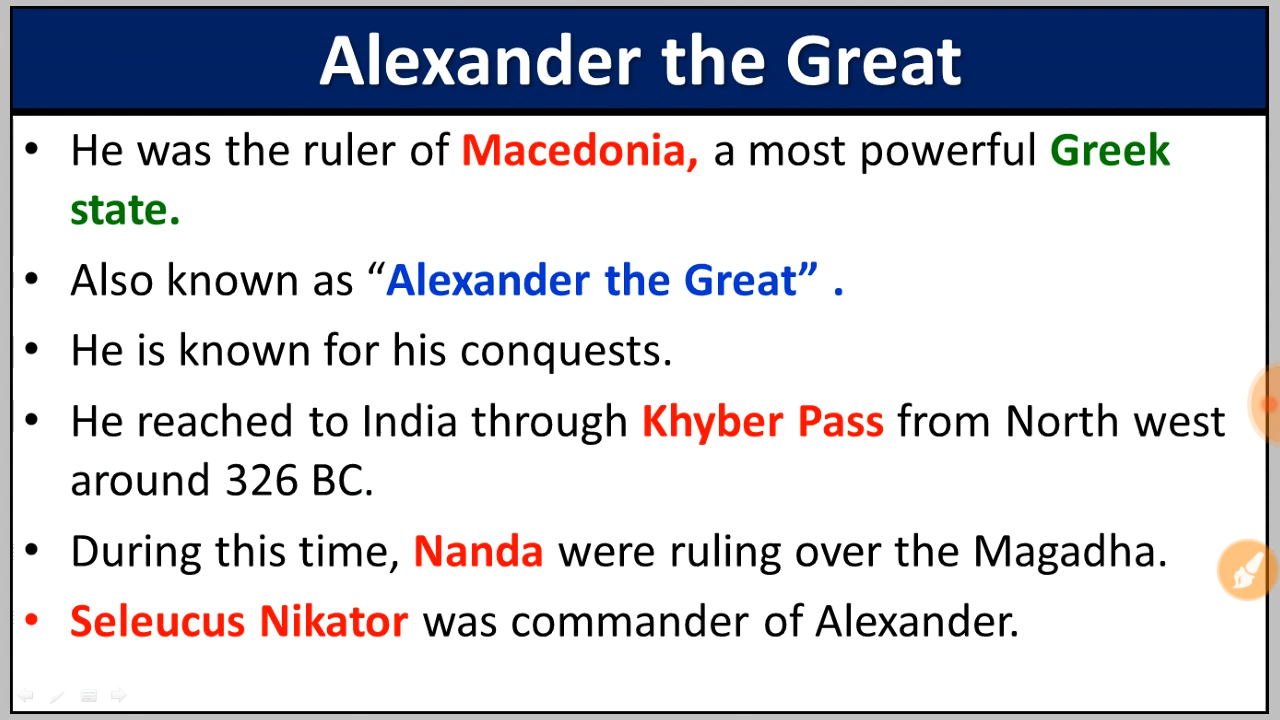 Alexander the Great
• He was the ruler of Macedonia, a most powerful Greek
state.
• Also known as “Alexander the Great” .
• He is known for his conquests.
• He reached to India through Khyber Pass from North west
around 326 BC.
• During this time, Nanda were ruling over the Magadha.
• Seleucus Nikator was commander of Alexander.